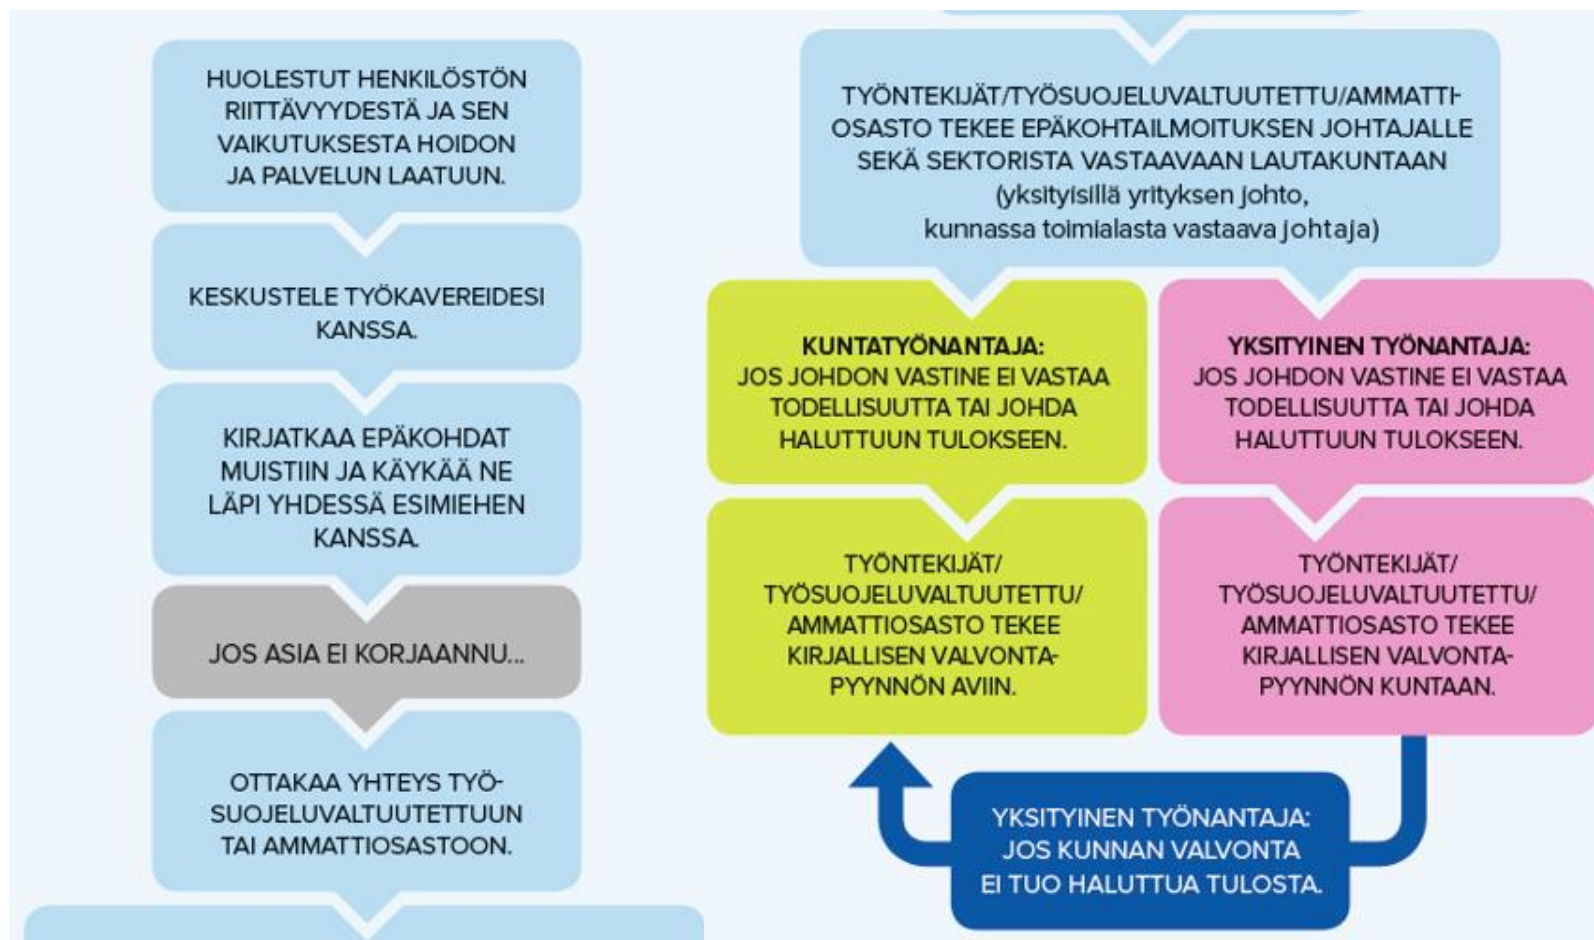 HUOLESTUT HENKILÖSTÖN
RIITTÄVYYDESTÄ JA SEN
VAIKUTUKSESTA HOIDON
JA PALVELUN LAATUUN.
KESKUSTELE TYÖKAVEREIDESI
KANSSA.
KIRJATKAA EPÄKOHDAT
MUISTIIN JA KÄYKÄÄ NE
LÄPI YHDESSÄ ESIMIEHEN
KANSSA.
JOS ASIA EI KORJAANNU...
OTTAKAA YHTEYS TYÖ-
SUOJELUVALTUUTETTUUN
TAI AMMATTIOSASTOON.
TYÖNTEKIJÄT/TYÖSUOJELUVALTUUTETTU/AMMATTI-
OSASTO TEKEE EPÄKOHTAILMOITUKSEN JOHTAJALLE
SEKÄ SEKTORISTA VASTAAVAAN LAUTAKUNTAAN
(yksityisillä yrityksen johto,
kunnassa toimialasta vastaava johtaja)
KUNTATYÖNANTAJA:
JOS JOHDON VASTINE EI VASTAA
TODELLISUUTTA TAI JOHDA
HALUTTUUN TULOKSEEN.
TYÖNTEKIJÄT/
TYÖSUOJELUVALTUUTETTU/
AMMATTIOSASTO TEKEE
KIRJALLISEN VALVONTA-
PYYNNÖN AVIIN.
YKSITYINEN TYÖNANTAJA:
JOS JOHDON VASTINE EI VASTAA
TODELLISUUTTA TAI JOHDA
HALUTTUUN TULOKSEEN.
TYÖNTEKIJÄT/
TYÖSUOJELUVALTUUTETTU/
AMMATTIOSASTO TEKEE
KIRJALLISEN VALVONTA-
PYYNNÖN KUNTAAN.
YKSITYINEN TYÖNANTAJA:
JOS KUNNAN VALVONTA
EI TUO HALUTTUA TULOSTA.